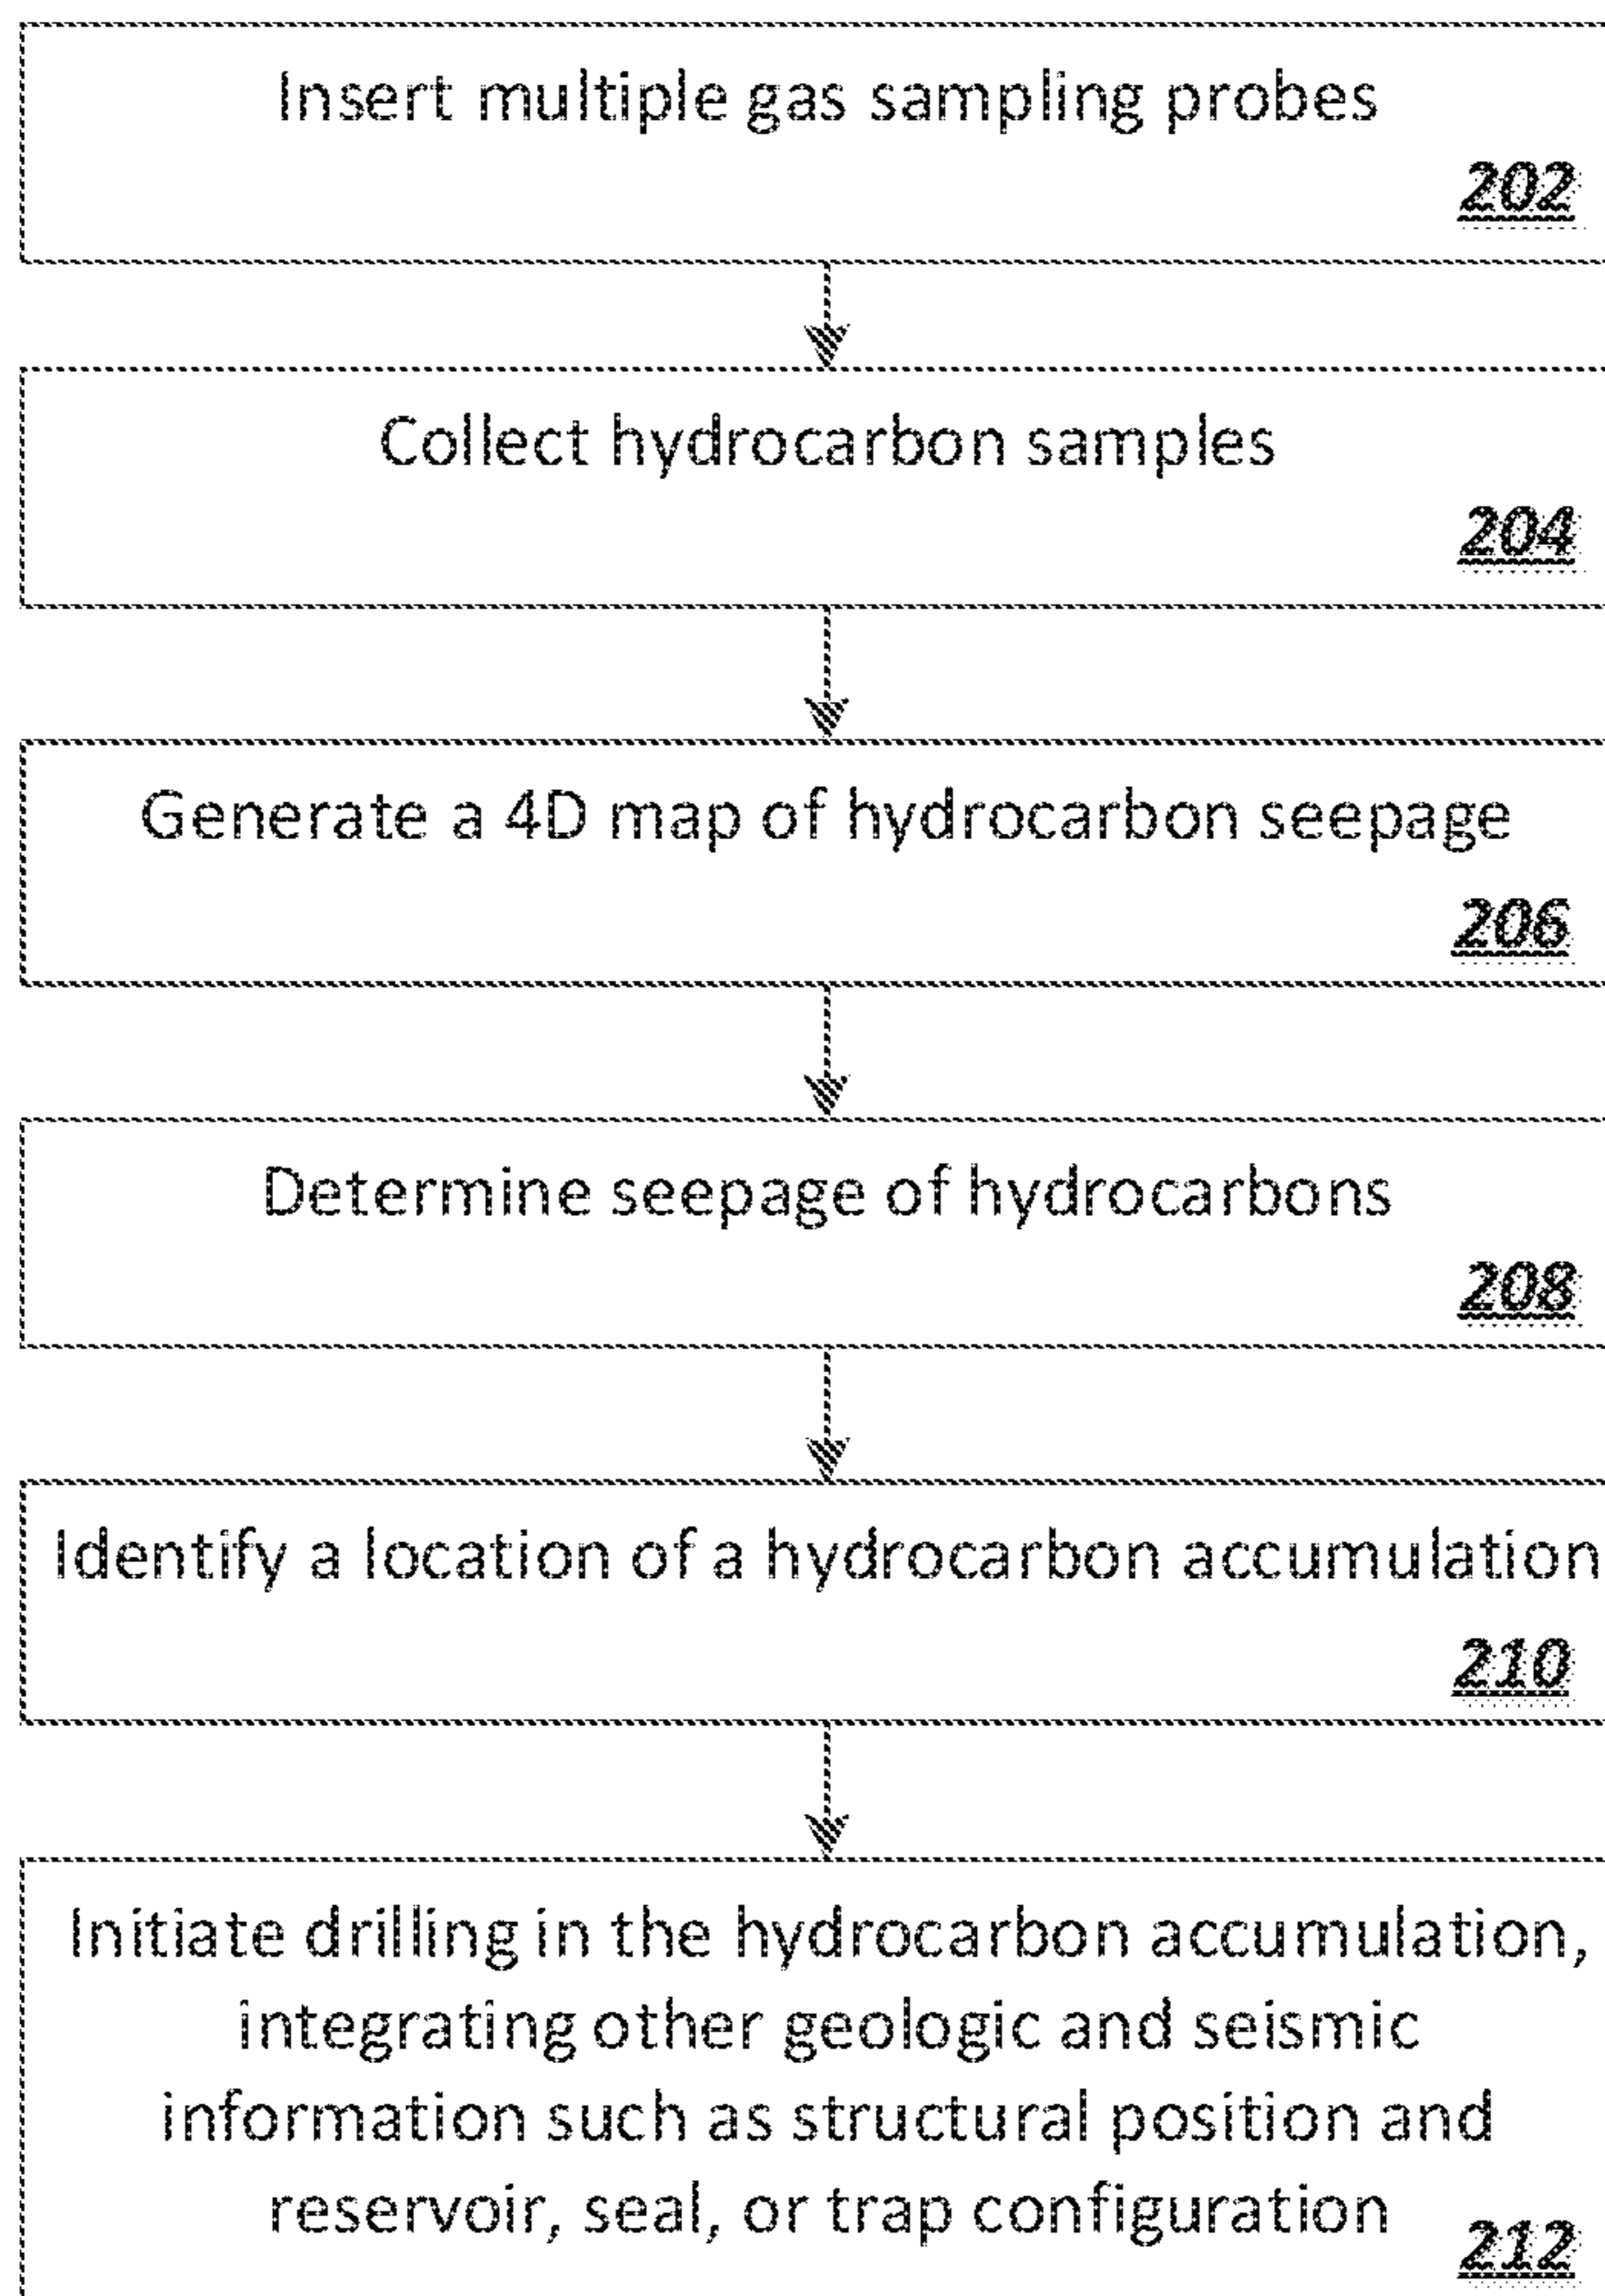 Insert multiple gas sampling probes
202
Collect hydrocarbon samples
204
Generate a 4D map of hydrocarbon seepage
206
Determine seepage of hydrocarbons
208
Identify a location of a hydrocarbon accumulation
210
Initiate drilling in the hydrocarbon accumulation,
integrating other geologic and seismic
information such as structural position and
reservoir, seal, or trap configuration
212